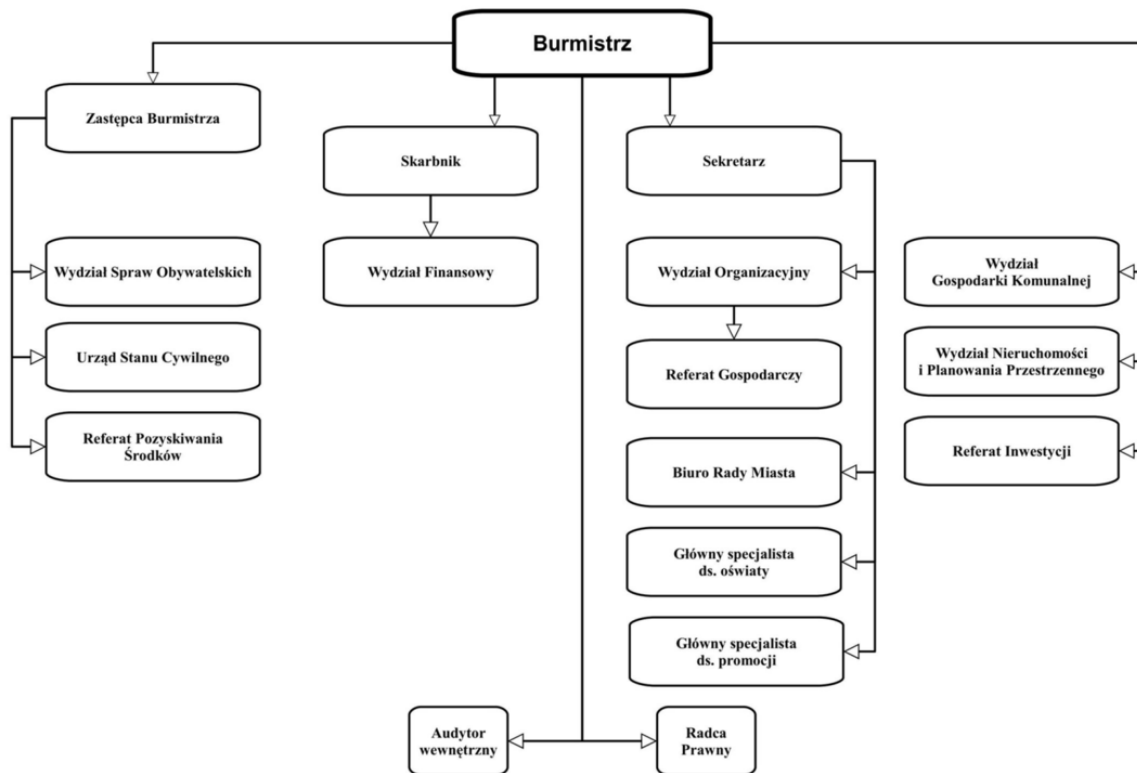 Burmistrz
Zastępca Burmistrza
Skarbnik
Sekretarz
Wydział Spraw Obywatelskich
Wydział Finansowy
Wydział Organizacyjny
Wydział
Gospodarki Komunalnej
Urząd Stanu Cywilnego
Referat Gospodarczy
Wydział Nieruchomości
i Planowania Przestrzennego
Referat Pozyskiwania
Środków
Biuro Rady Miasta
Referat Inwestycji
Główny specjalista
ds. oświaty
Główny specjalista
ds. promocji
Audytor
wewnętrzny
Radca
Prawny